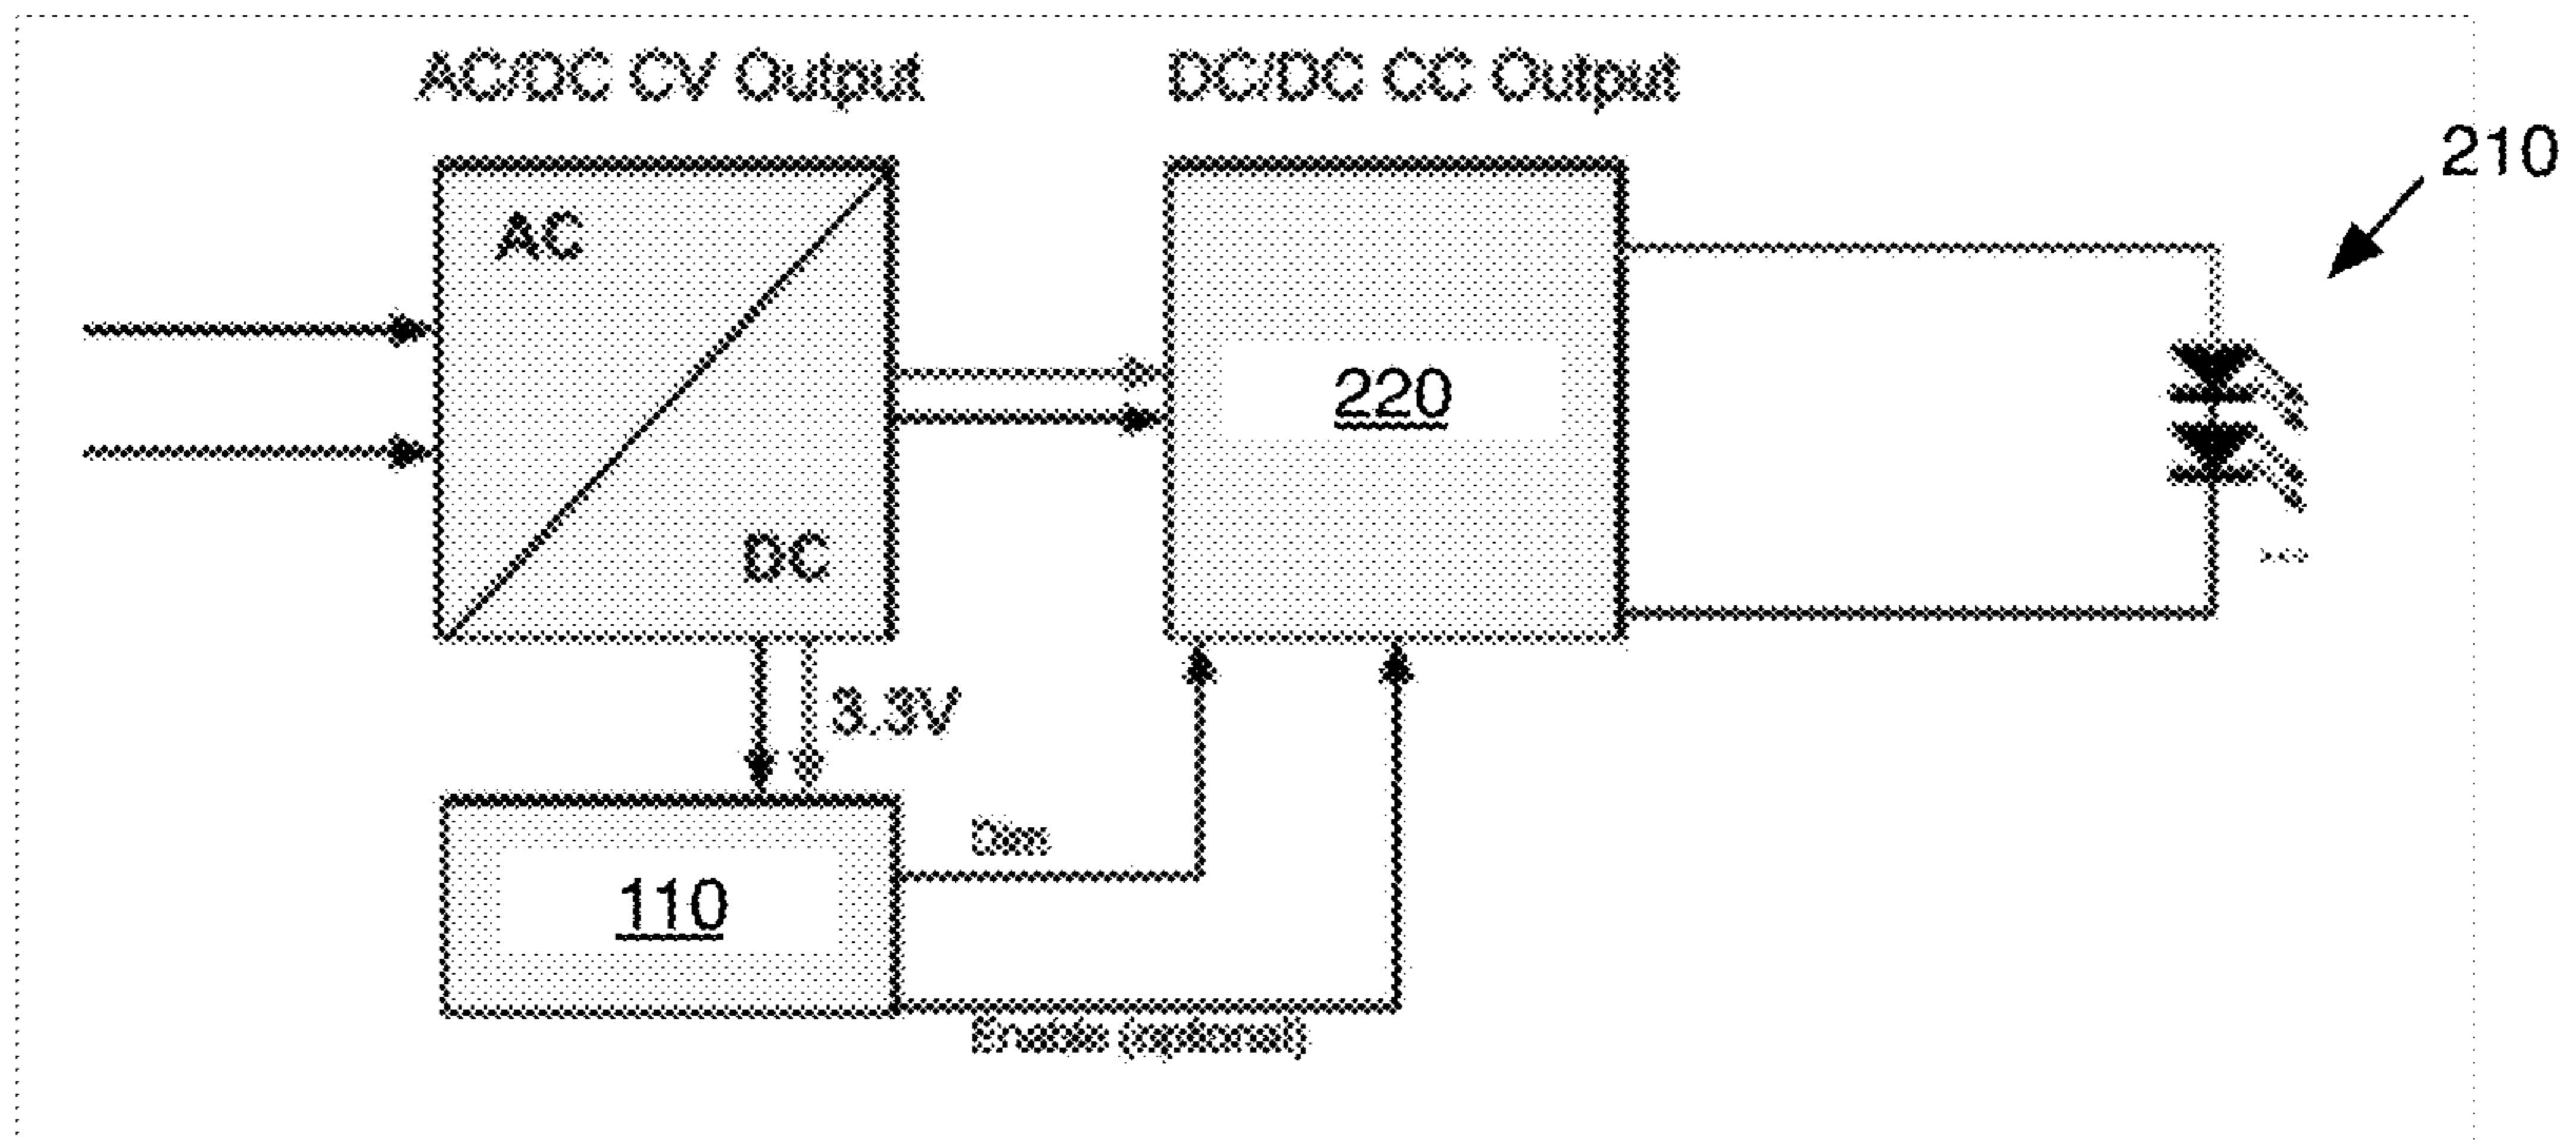 AC/DC CV Output
DC/DC CC Output
210
AC
220
DC
3.3V
Dim
110
Enable (optional)